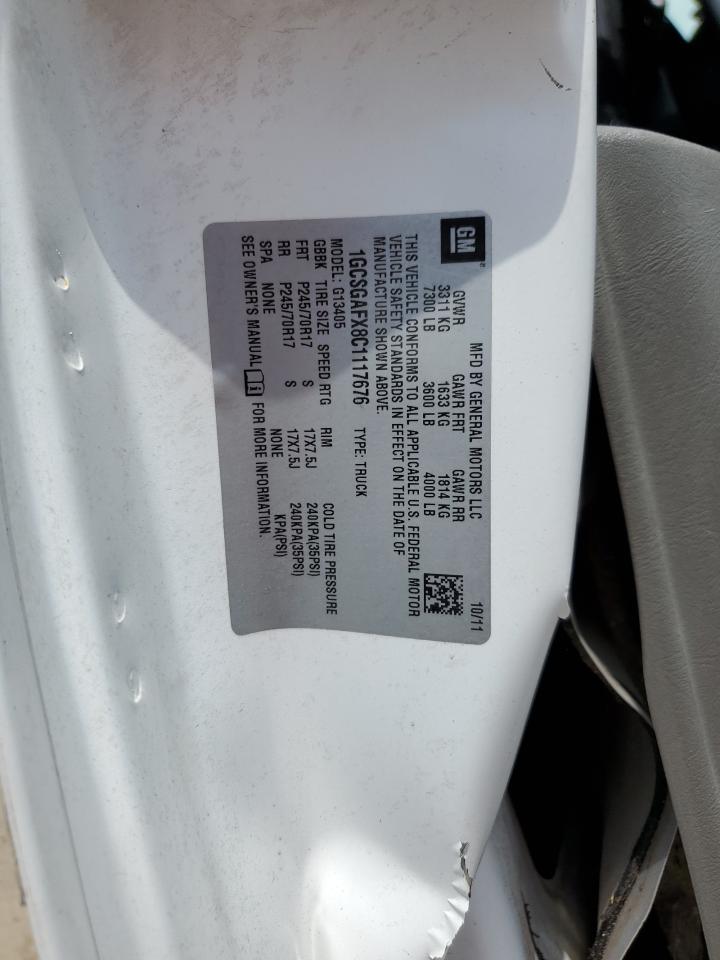 GM®
MFD BY GENERAL MOTORS LLC 10/11
GVWR GAWR FRT GAWR RR
3311 KG 1633 KG 1814 KG
7300 LB 3600 LB 4000 LB
THIS VEHICLE CONFORMS TO ALL APPLICABLE U.S. FEDERAL MOTOR
VEHICLE SAFETY STANDARDS IN EFFECT ON THE DATE OF
MANUFACTURE SHOWN ABOVE.
1GCSGAFX8C1117676 TYPE: TRUCK
MODEL: G13405
GBBK TIRE SIZE SPEED RTG RIM COLD TIRE PRESSURE
FRT P245/70R17 S 17X7.5J 240KPA(35PSI)
RR P245/70R17 S 17X7.5J 240KPA(35PSI)
SPA NONE NONE KPA(PSI)
SEE OWNER'S MANUAL i FOR MORE INFORMATION.